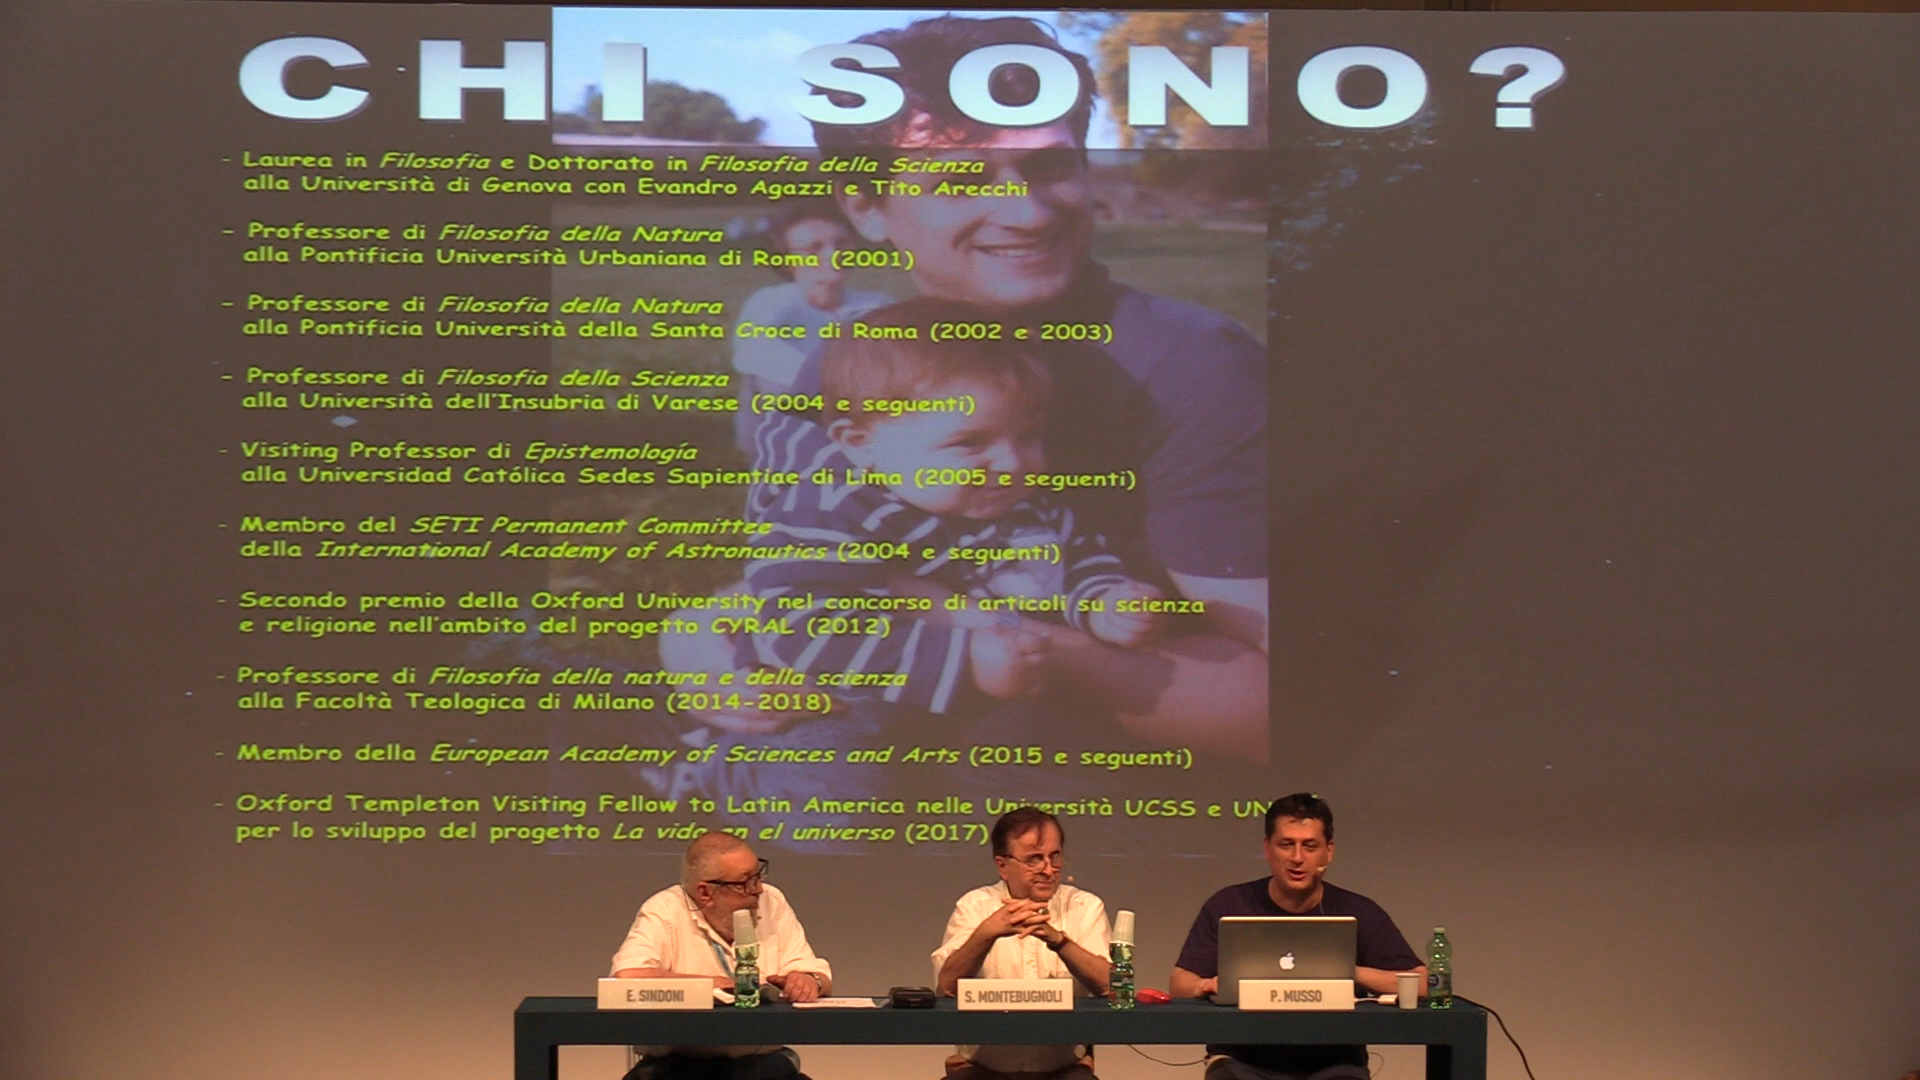 CHI SONO?
- Laurea in Filosofia e Dottorato in Filosofia della Scienza
alla Università di Genova con Evandro Agazzi e Tito Arecchi
- Professore di Filosofia della Natura
alla Pontificia Università Urbaniana di Roma (2001)
- Professore di Filosofia della Natura
alla Pontificia Università della Santa Croce di Roma (2002 e 2003)
- Professore di Filosofia della Scienza
alla Università dell'Insubria di Varese (2004 e seguenti)
- Visiting Professor di Epistemología
alla Universidad Católica Sedes Sapientiae di Lima (2005 e seguenti)
- Membro del SETI Permanent Committee
della International Academy of Astronautics (2004 e seguenti)
- Secondo premio della Oxford University nel concorso di articoli su scienza
e religione nell'ambito del progetto CYRAL (2012)
- Professore di Filosofia della natura e della scienza
alla Facoltà Teologica di Milano (2014-2018)
- Membro della European Academy of Sciences and Arts (2015 e seguenti)
- Oxford Templeton Visiting Fellow to Latin America nelle Università UCSS e
per lo sviluppo del progetto La vida en el universo (2017)
E. SINDONI
S. MONTEBUGNOLI
P. MUSSO